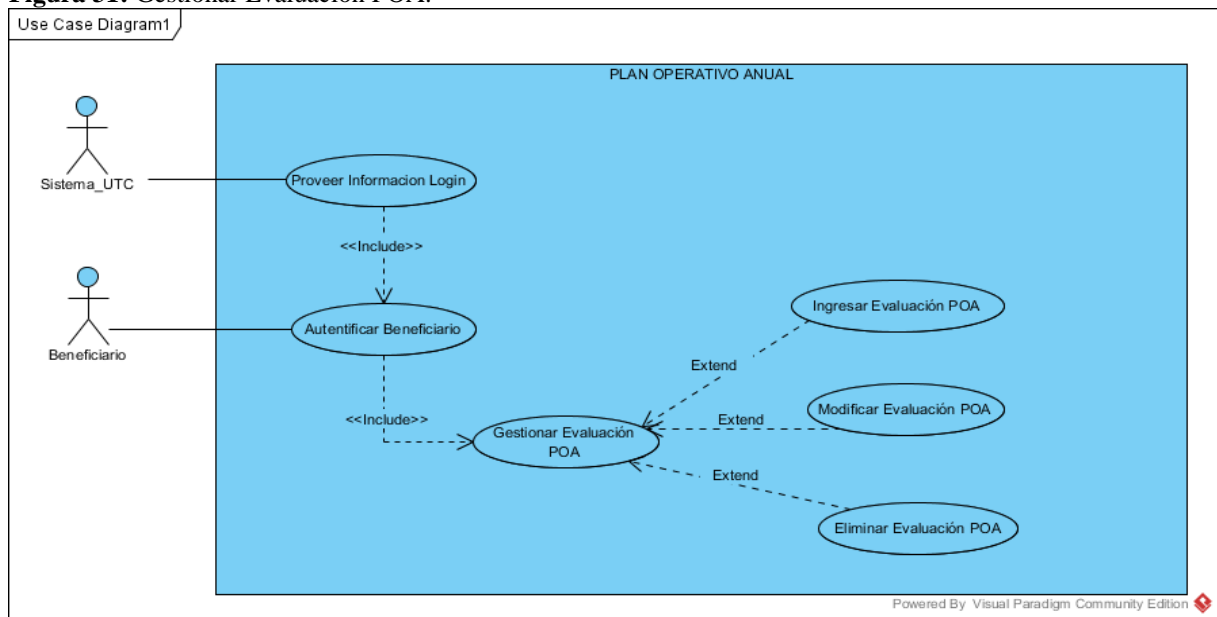 Figura 31: Gestionar Evaluación POA.
Use Case Diagram1
PLAN OPERATIVO ANUAL
Sistema_UTC
Proveer Informacion Login
<<Include>>
Beneficiario
Autentificar Beneficiario
<<Include>>
Gestionar Evaluación
POA
Ingresar Evaluación POA
Extend
Modificar Evaluación POA
Extend
Extend
Eliminar Evaluación POA
Powered By Visual Paradigm Community Edition